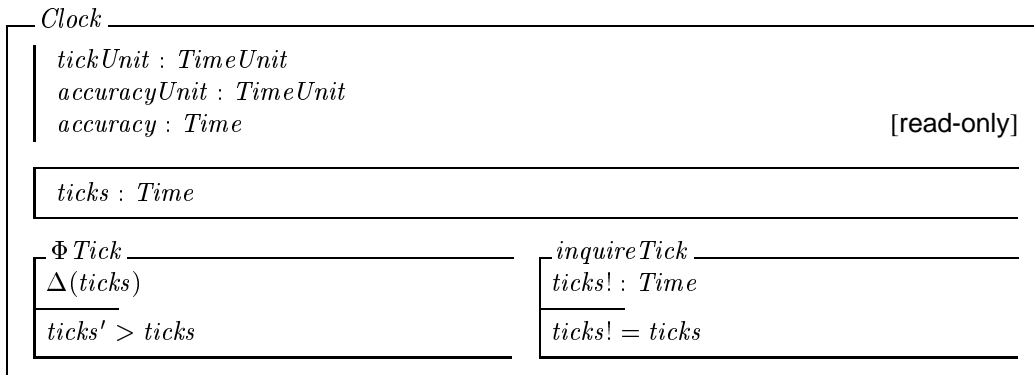 Clock
tickUnit : TimeUnit
accuracyUnit : TimeUnit
accuracy : Time [read-only]
ticks : Time
ΦTick
Δ(ticks)
ticks′ > ticks
inquireTick
ticks! : Time
ticks! = ticks